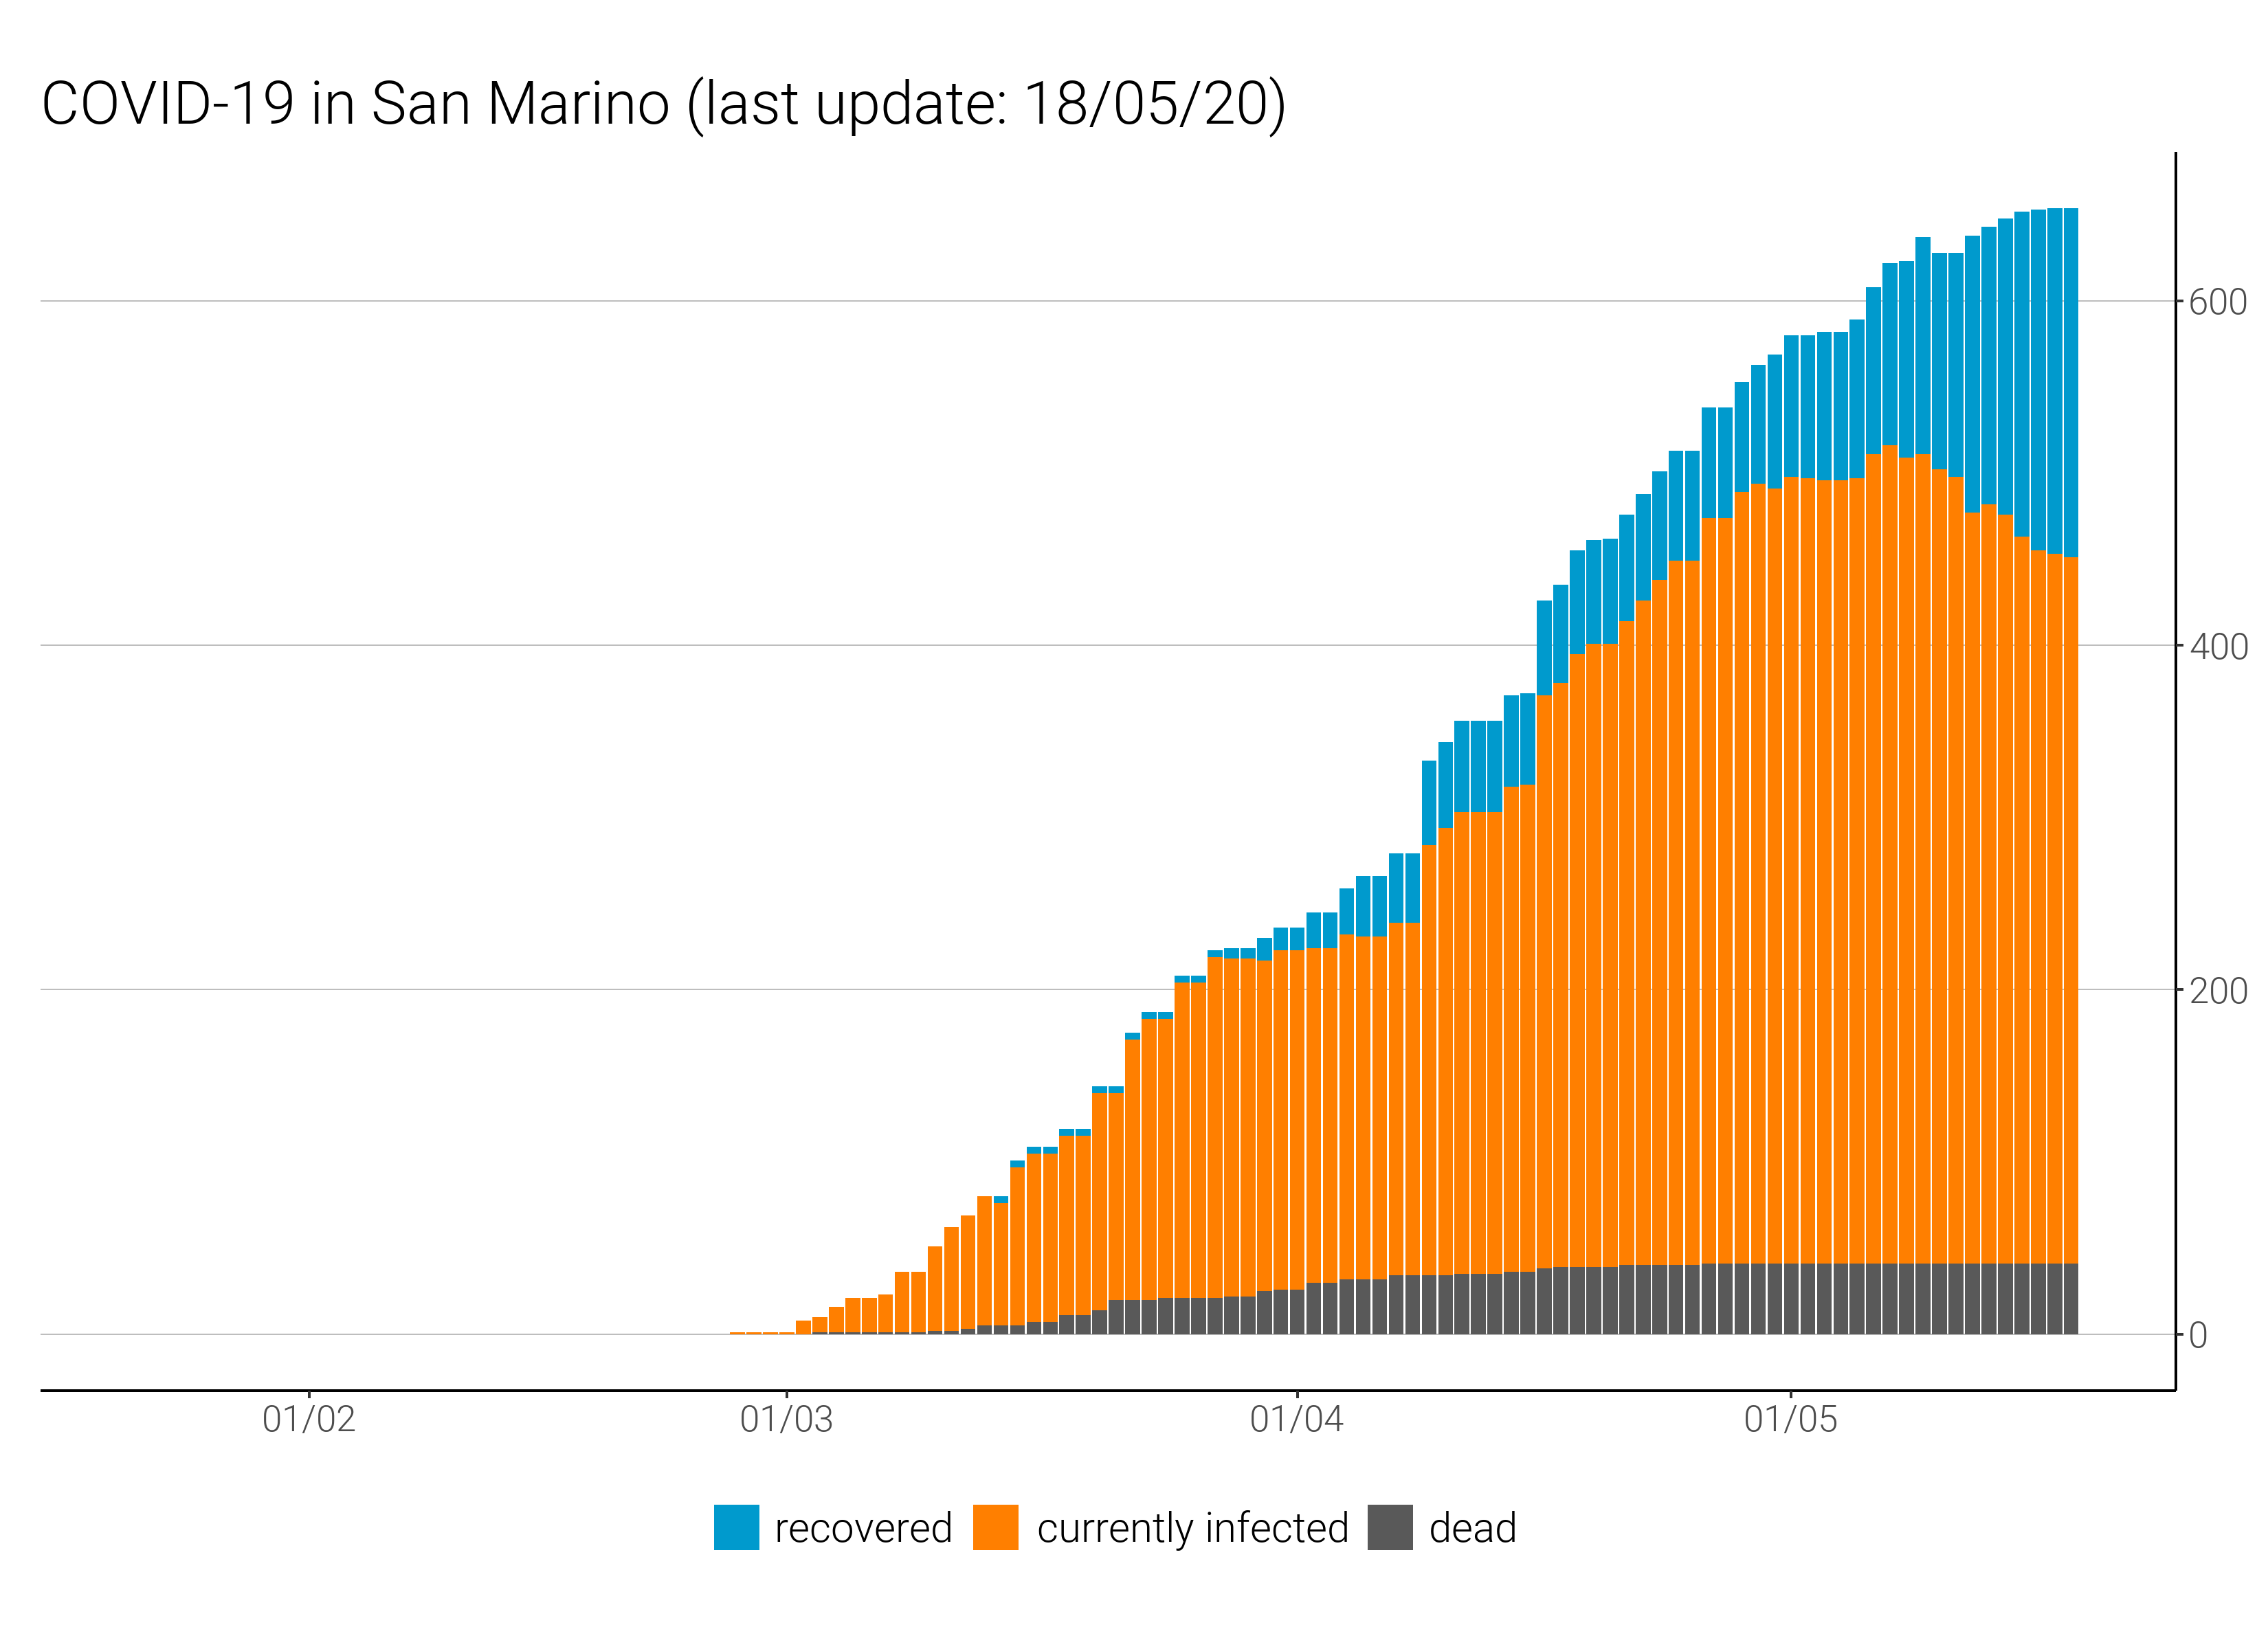 COVID-19 in San Marino (last update: 18/05/20)
600
400
200
0
01/02 01/03 01/04 01/05
recovered currently infected dead